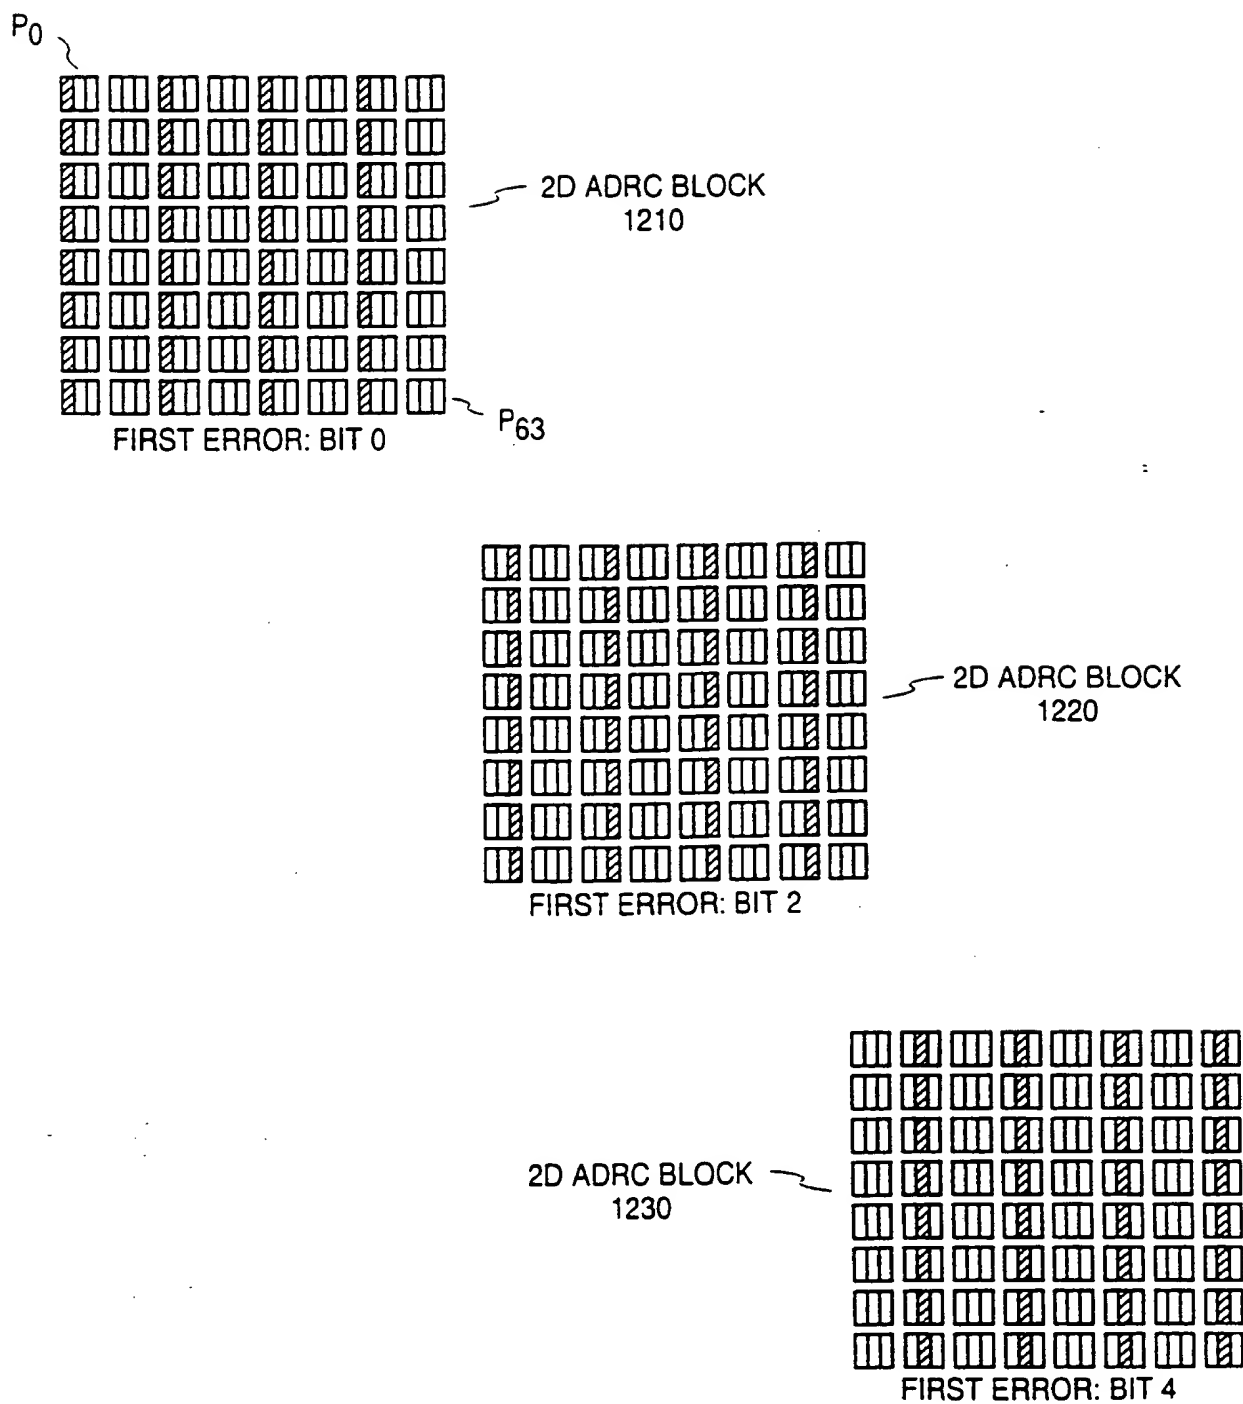 P0
2D ADRC BLOCK
1210
P63
FIRST ERROR: BIT 0
2D ADRC BLOCK
1220
FIRST ERROR: BIT 2
2D ADRC BLOCK
1230
FIRST ERROR: BIT 4